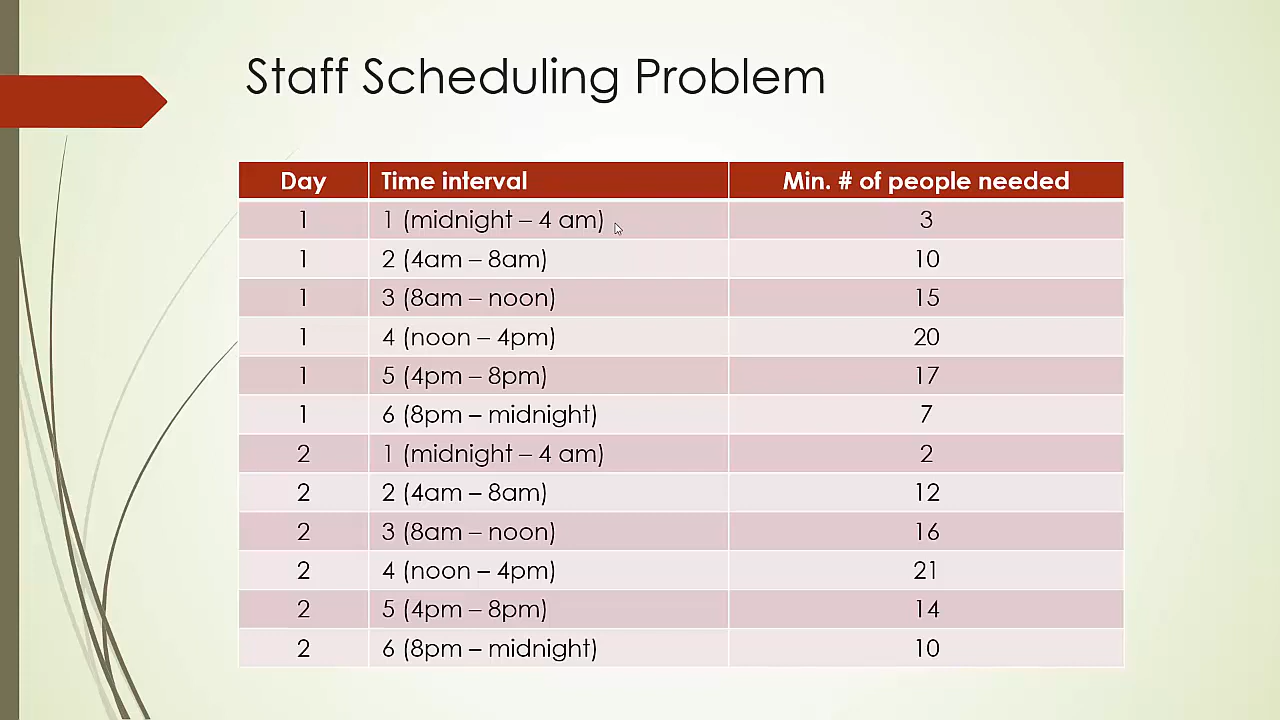 Staff Scheduling Problem
Day Time interval Min. # of people needed
1 1 (midnight – 4 am) 3
1 2 (4am – 8am) 10
1 3 (8am – noon) 15
1 4 (noon – 4pm) 20
1 5 (4pm – 8pm) 17
1 6 (8pm – midnight) 7
2 1 (midnight – 4 am) 2
2 2 (4am – 8am) 12
2 3 (8am – noon) 16
2 4 (noon – 4pm) 21
2 5 (4pm – 8pm) 14
2 6 (8pm – midnight) 10